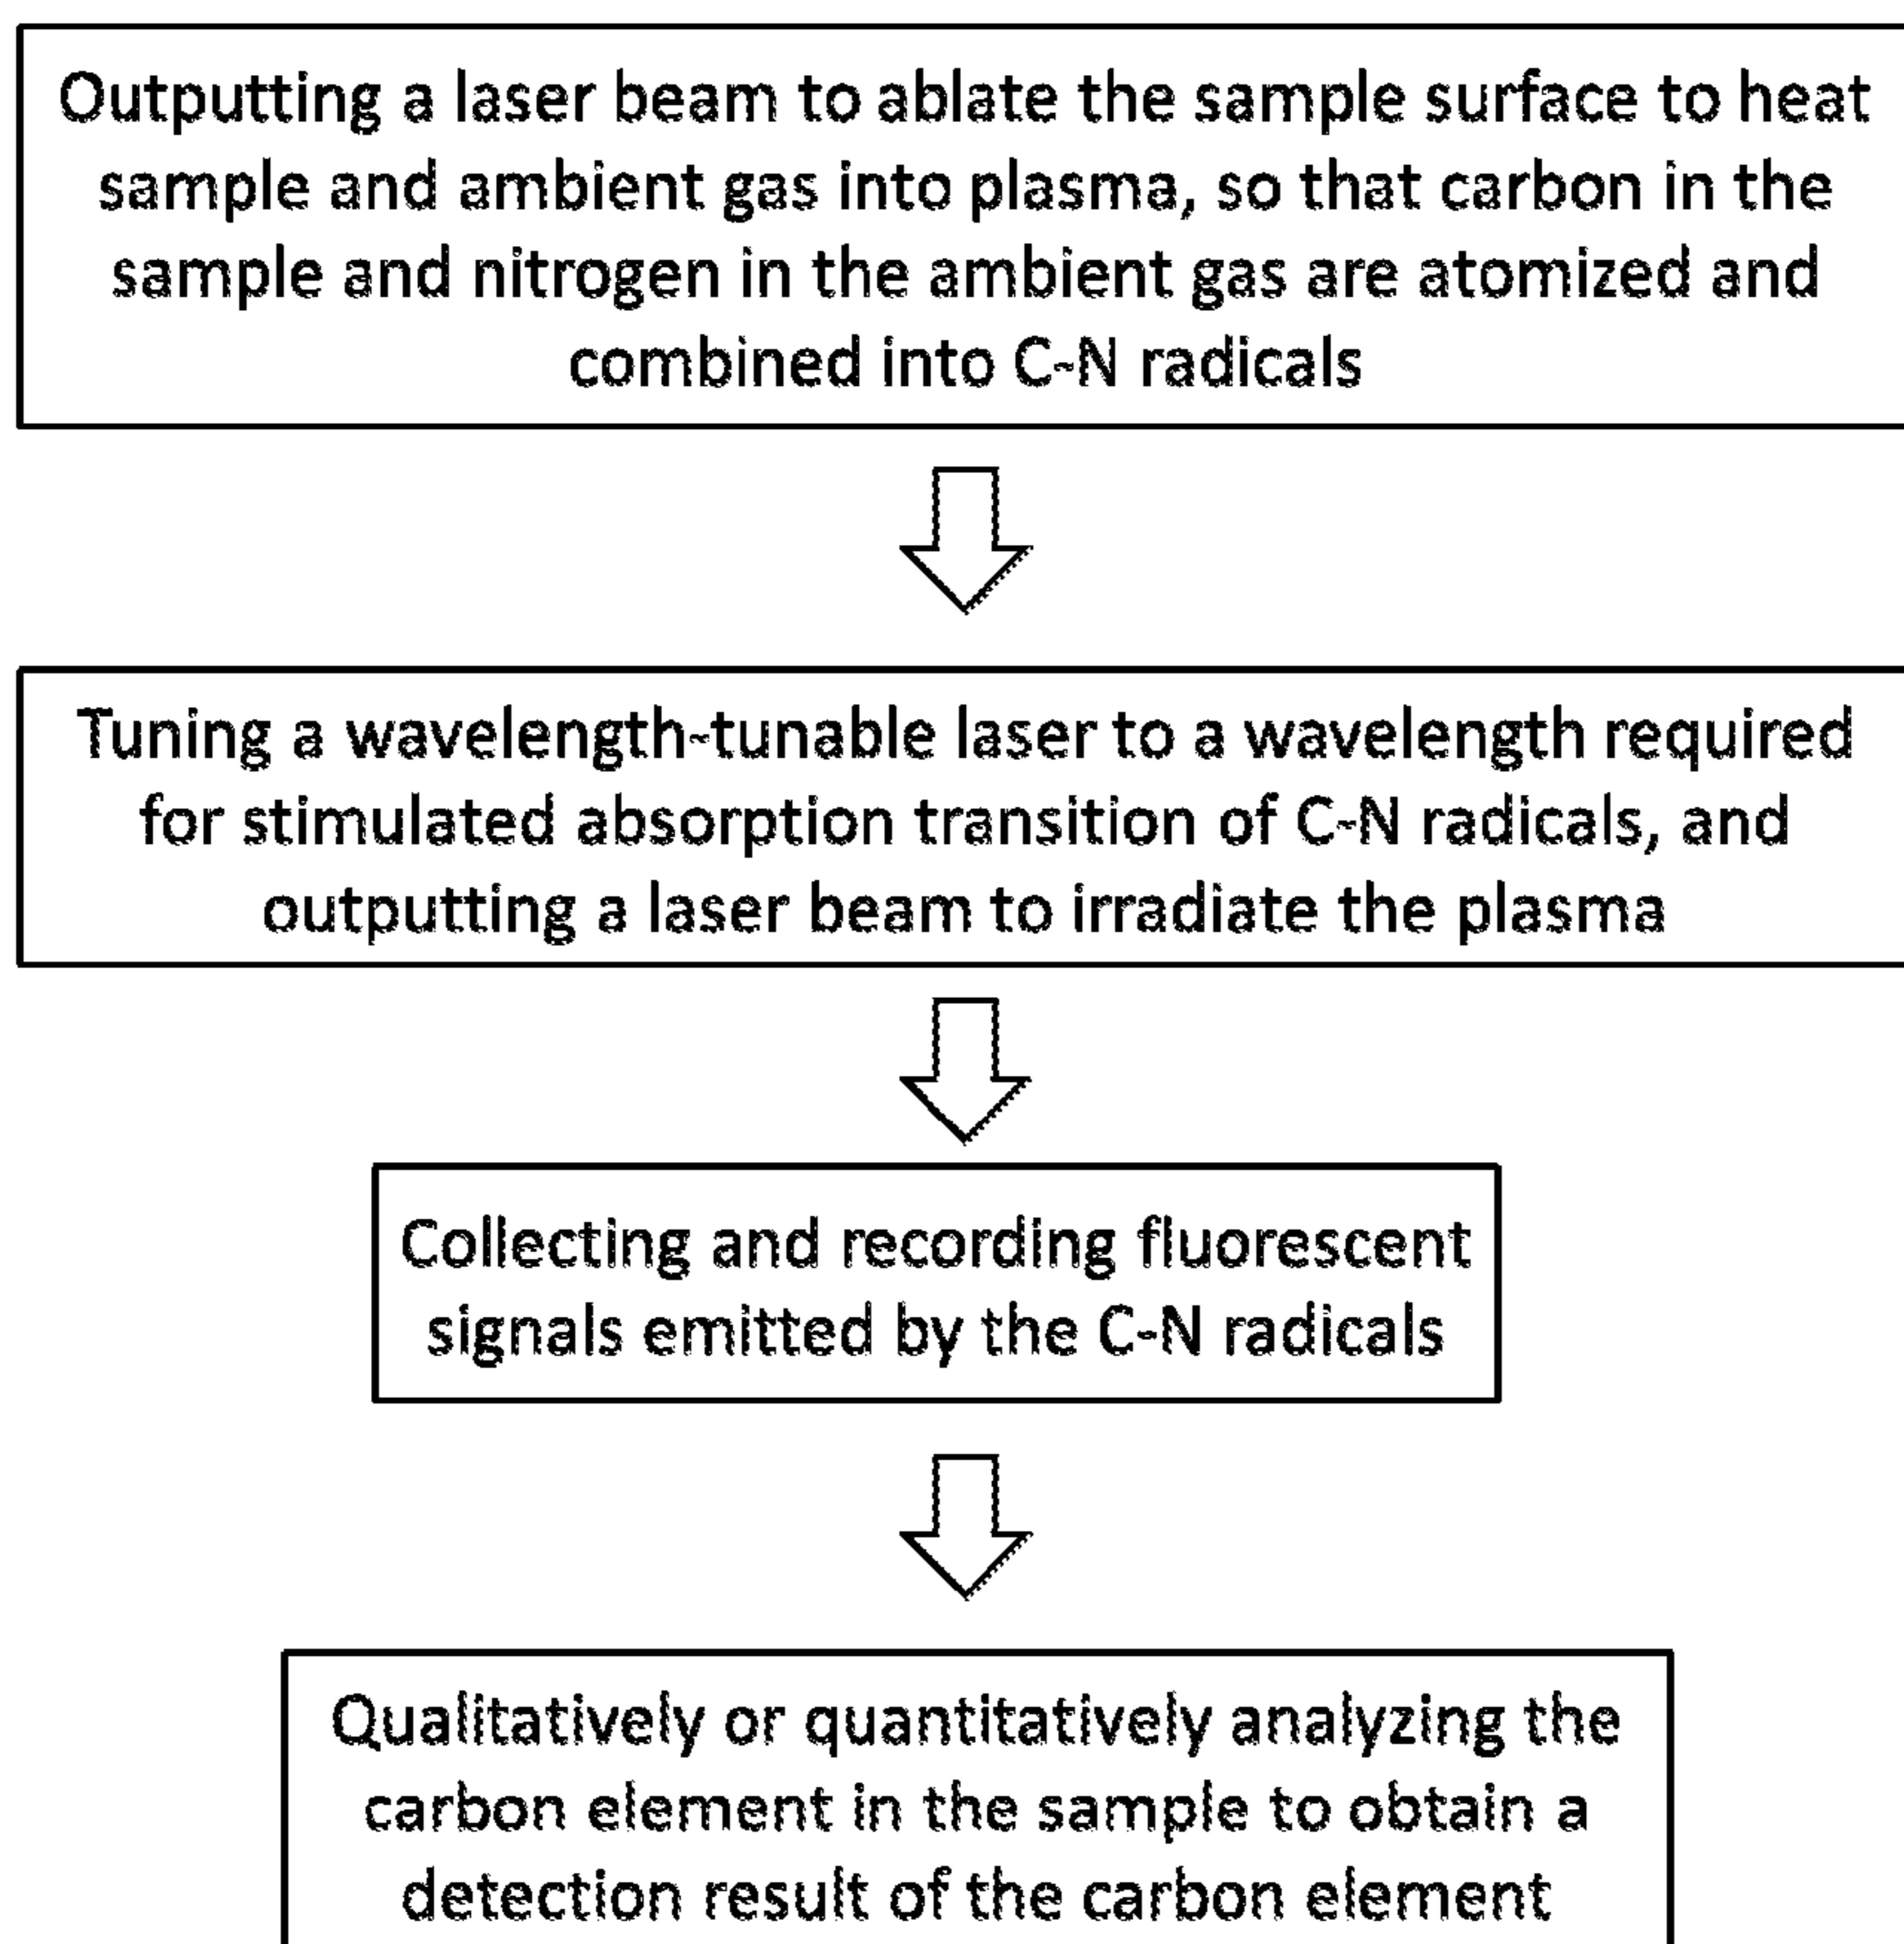 Outputting a laser beam to ablate the sample surface to heat
sample and ambient gas into plasma, so that carbon in the
sample and nitrogen in the ambient gas are atomized and
combined into C-N radicals
Tuning a wavelength-tunable laser to a wavelength required
for stimulated absorption transition of C-N radicals, and
outputting a laser beam to irradiate the plasma
Collecting and recording fluorescent
signals emitted by the C-N radicals
Qualitatively or quantitatively analyzing the
carbon element in the sample to obtain a
detection result of the carbon element